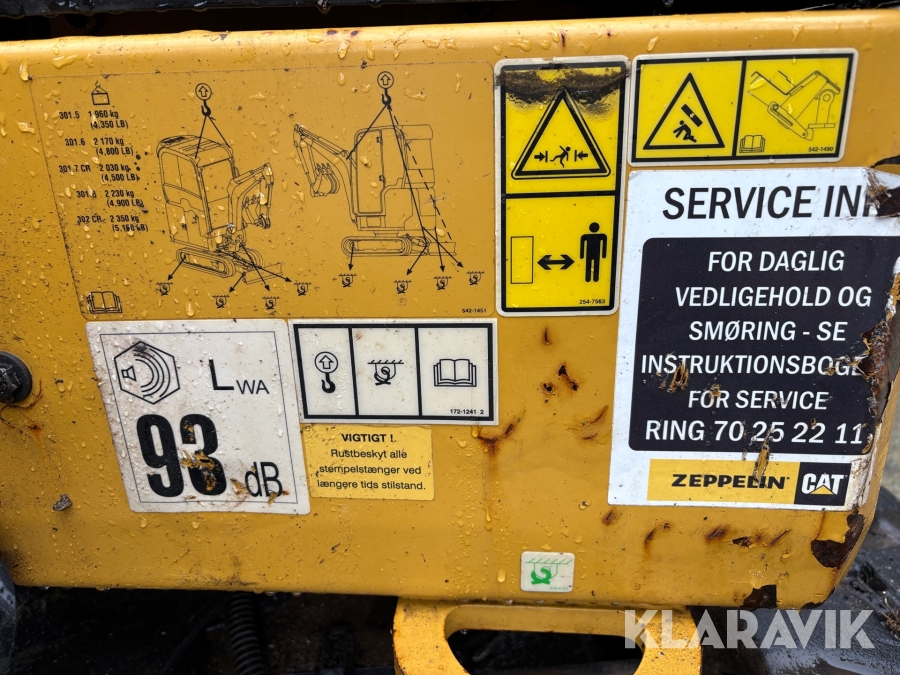 301.5 1 960 kg
(4,350 LB)
301.6 2 170 kg
(4,800 LB)
301.7 CR 2 030 kg
(4,500 LB)
301.8 2 230 kg
(4,900 LB)
302 CR 2 350 kg
(5,180 LB)
542-1451
254-7563
542-1490
LWA
93 dB
172-1241 2
VIGTIGT !
Rustbeskyt alle
stempelstænger ved
længere tids stilstand.
SERVICE
FOR DAGLIG
VEDLIGEHOLD OG
SMØRING - SE
FOR SERVICE
RING 70 25 22 11
ZEPPELIN CAT
KLARAVIK